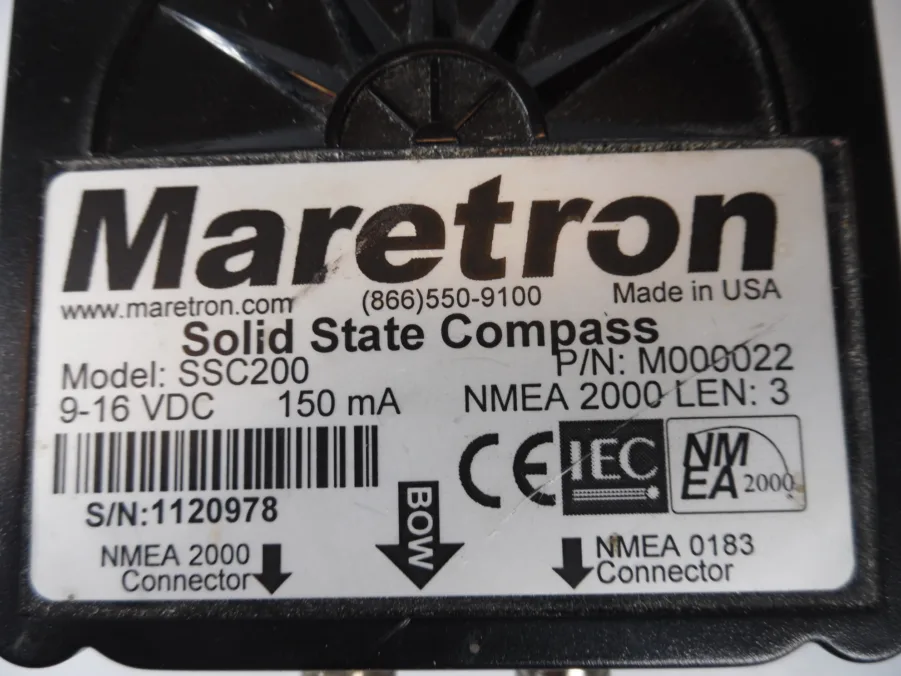 Maretron
www.maretron.com (866)550-9100 Made in USA
Solid State Compass
Model: SSC200 P/N: M000022
9-16 VDC 150 mA NMEA 2000 LEN: 3
CE IEC NMEA 2000
S/N:1120978
BOW
NMEA 2000 Connector
NMEA 0183 Connector